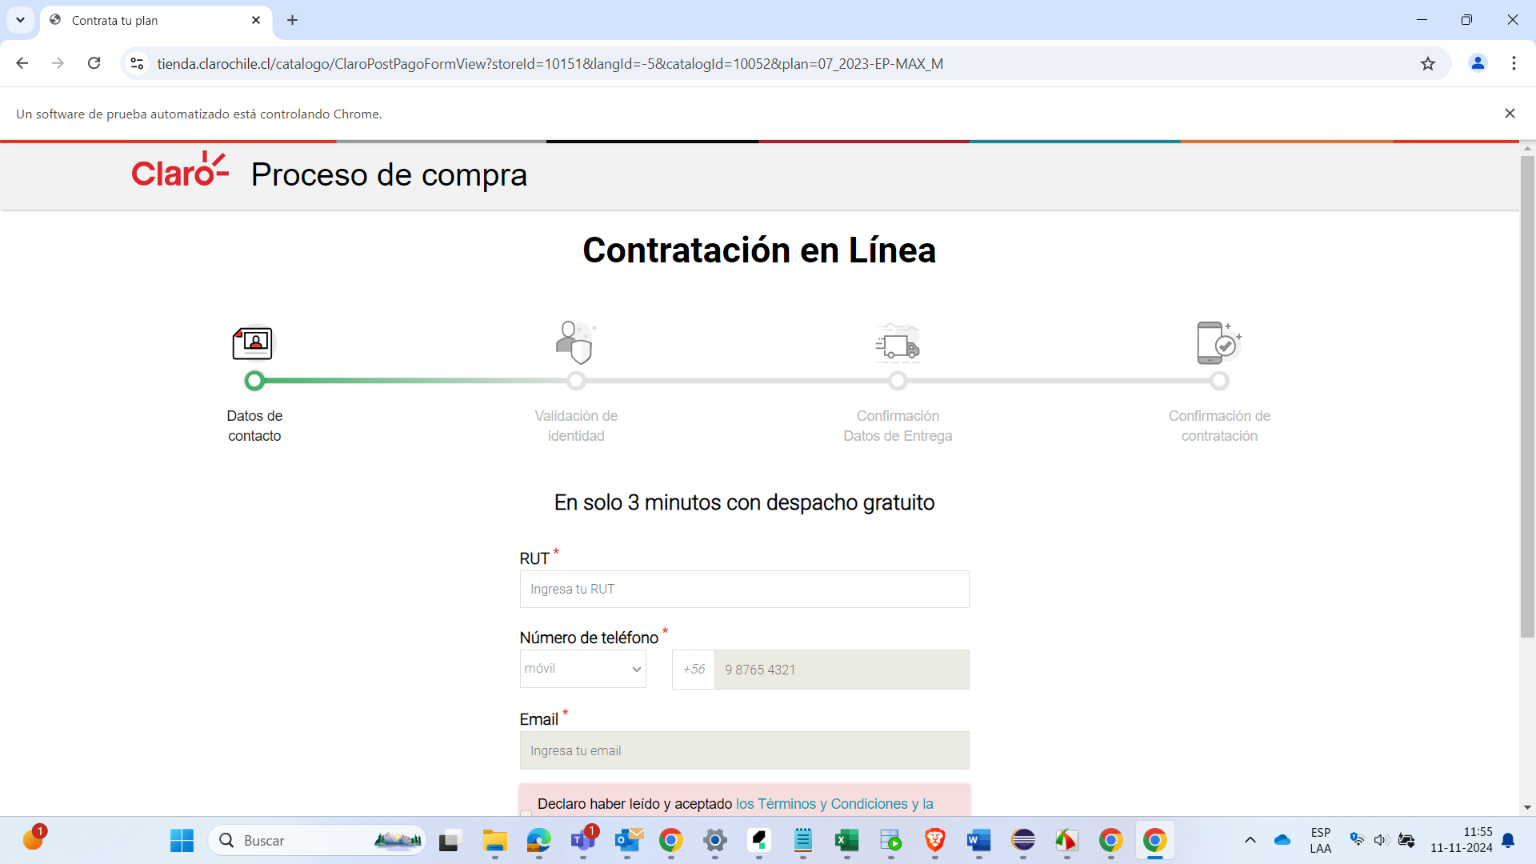 Contrata tu plan
tienda.clarochile.cl/catalogo/ClaroPostPagoFormView?storeId=10151&langId=-5&catalogId=10052&plan=07_2023-EP-MAX_M
Un software de prueba automatizado está controlando Chrome.
Claro Proceso de compra
Contratación en Línea
Datos de
contacto
Validación de
identidad
Confirmación
Datos de Entrega
Confirmación de
contratación
En solo 3 minutos con despacho gratuito
RUT *
Ingresa tu RUT
Número de teléfono *
móvil +56 9 8765 4321
Email *
Ingresa tu email
Declaro haber leído y aceptado los Términos y Condiciones y la
1 Buscar 1 ESP 11:55
LAA 11-11-2024